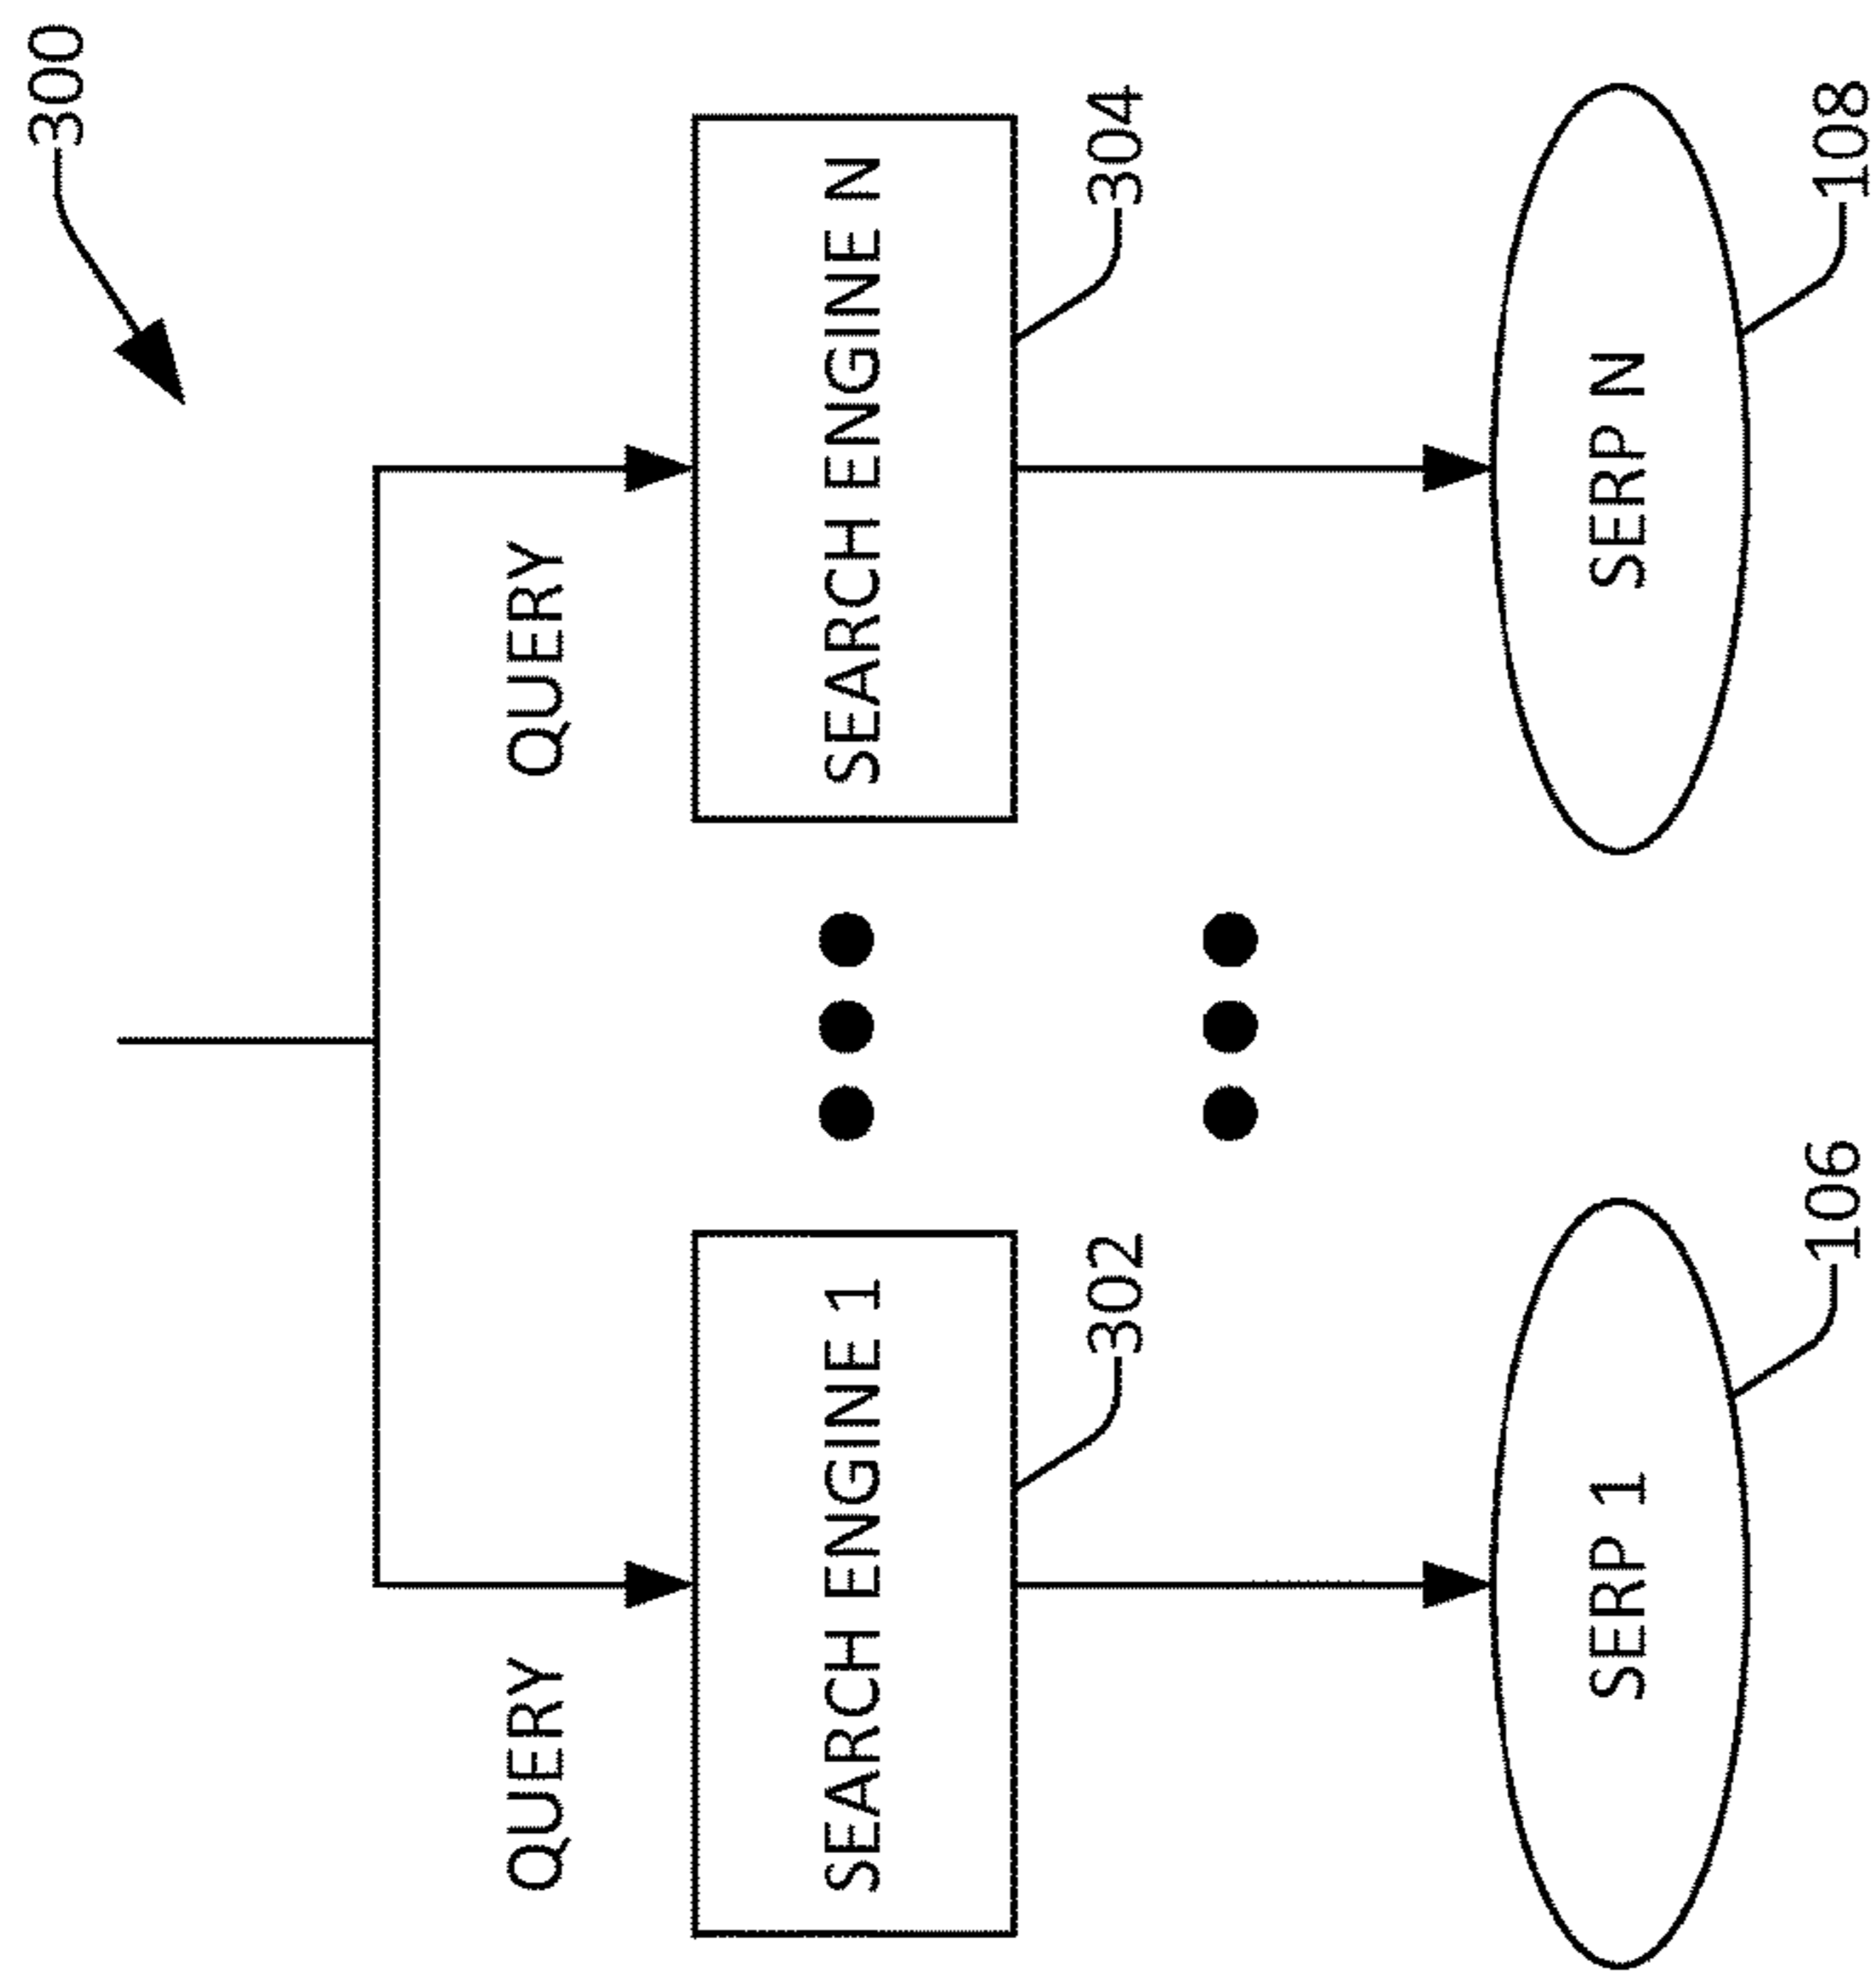 300
QUERY
QUERY
SEARCH ENGINE 1
SEARCH ENGINE N
302
304
SERP 1
SERP N
106
108